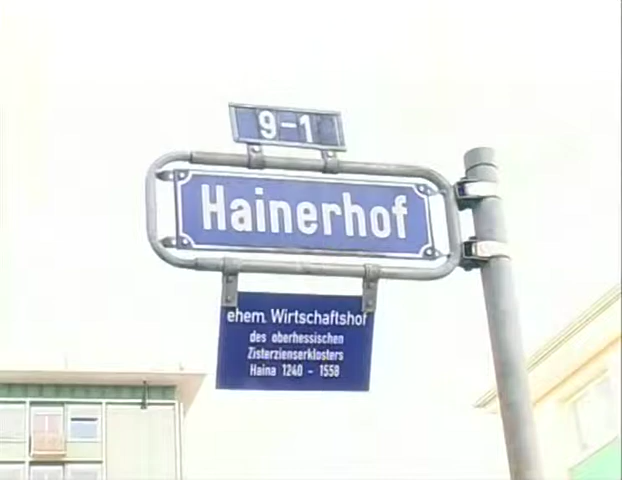 9-1
Hainerhof
ehem. Wirtschaftshof
des oberhessischen
Zisterzienserklosters
Haina 1240 - 1558